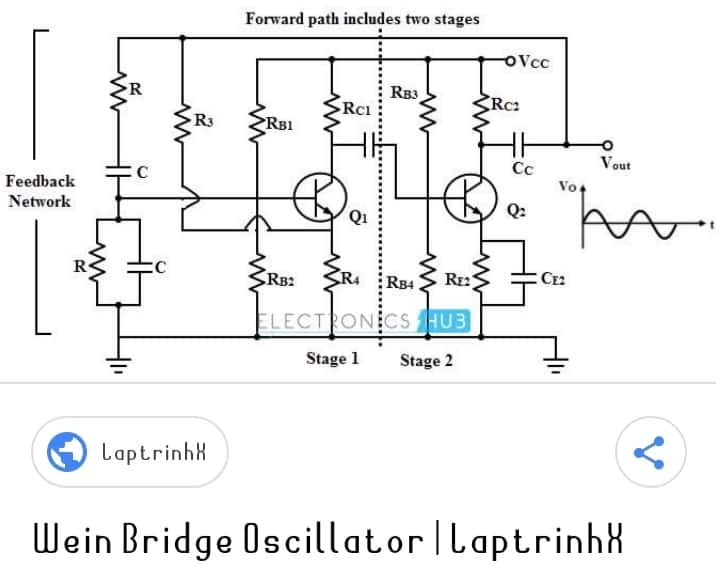 Forward path includes two stages
VCC
R
R3
RB1
RC1
RB3
RC2
Feedback
Network
C
CC
Vout
Vo
t
Q1
Q2
R
C
RB2
R4
RB4
RE2
CE2
ELECTRONICS HUB
Stage 1
Stage 2
LaptrinhX
Wein Bridge Oscillator | LaptrinhX